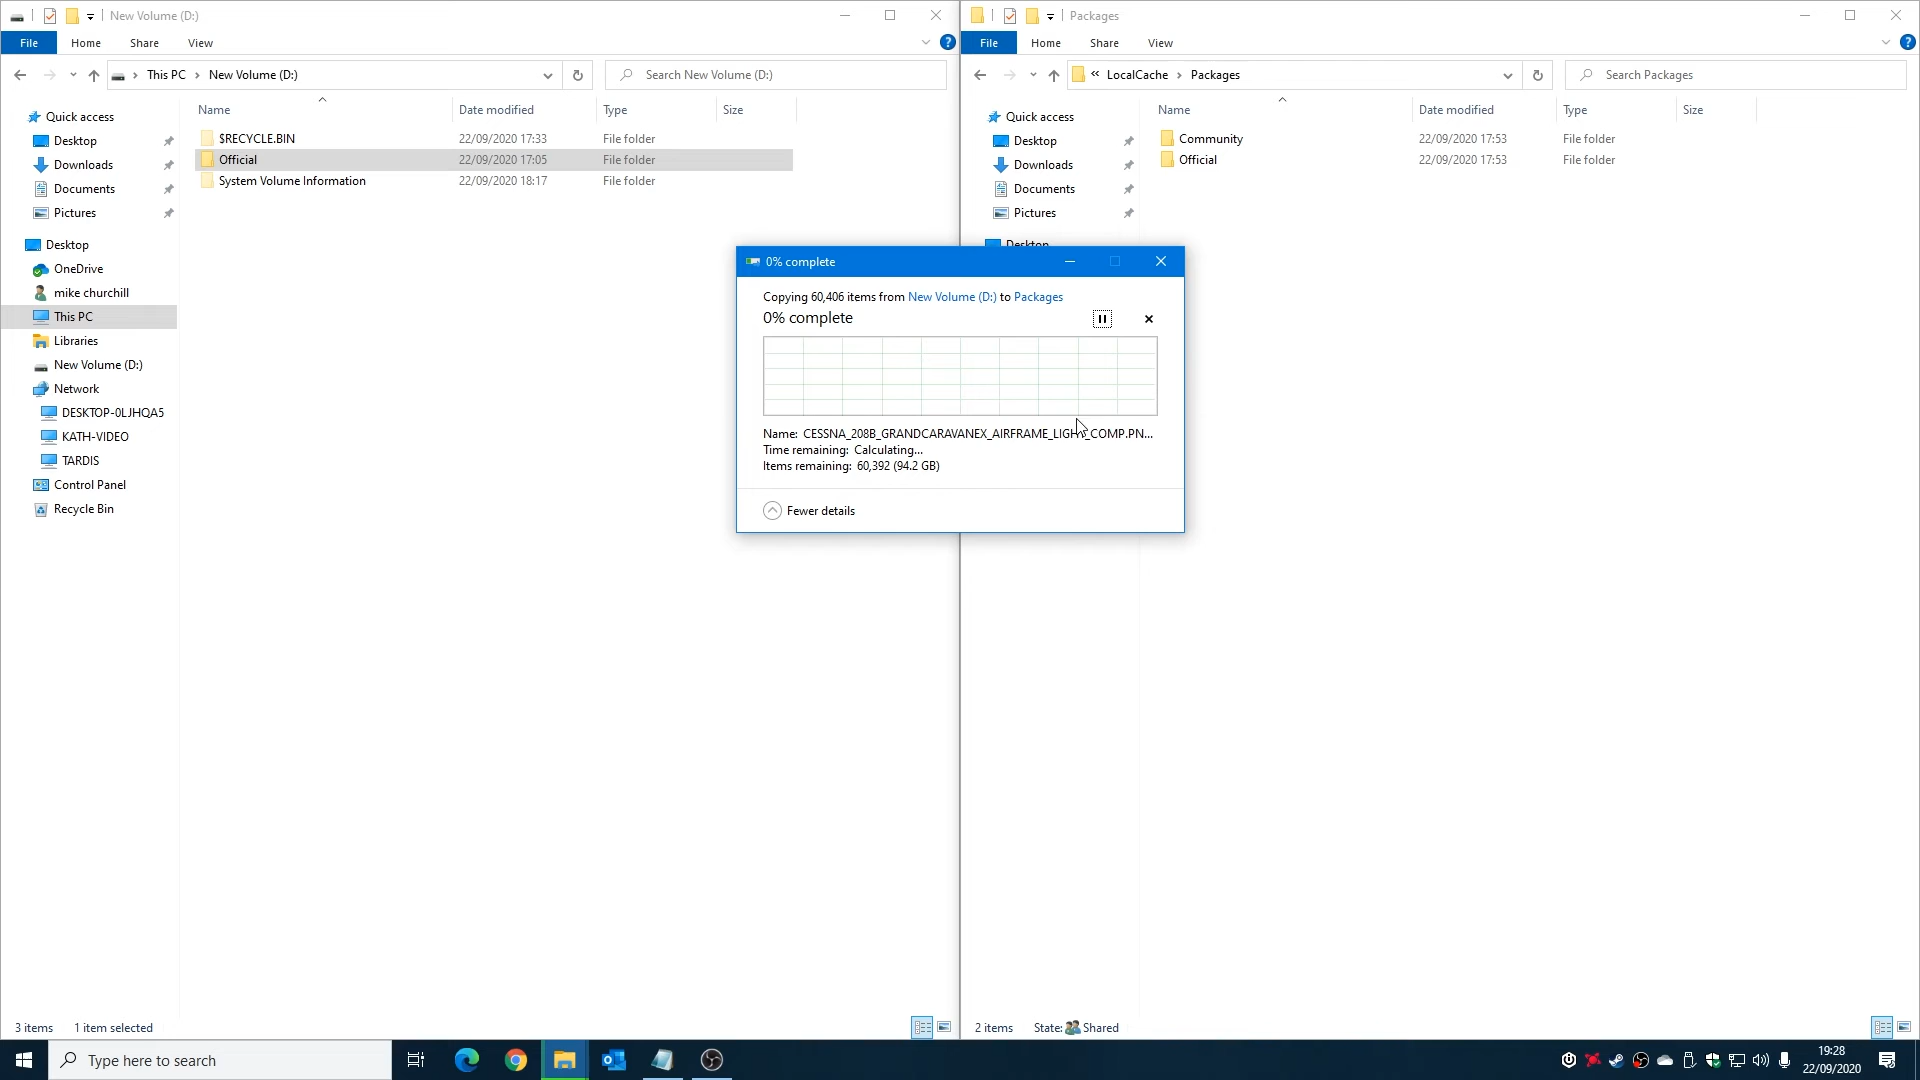 New Volume (D:)
File Home Share View
This PC New Volume (D:)
Search New Volume (D:)
Quick access
Desktop
Downloads
Documents
Pictures
Desktop
OneDrive
mike churchill
This PC
Libraries
New Volume (D:)
Network
DESKTOP-0LJHQA5
KATH-VIDEO
TARDIS
Control Panel
Recycle Bin
Name Date modified Type Size
$RECYCLE.BIN 22/09/2020 17:33 File folder
Official 22/09/2020 17:05 File folder
System Volume Information 22/09/2020 18:17 File folder
3 items 1 item selected
Packages
File Home Share View
« LocalCache Packages
Search Packages
Quick access
Desktop
Downloads
Documents
Pictures
Desktop
Name Date modified Type Size
Community 22/09/2020 17:53 File folder
Official 22/09/2020 17:53 File folder
2 items State: Shared
0% complete
Copying 60,406 items from New Volume (D:) to Packages
0% complete
Name: CESSNA_208B_GRANDCARAVANEX_AIRFRAME_LIGHTS_COMP.PN...
Time remaining: Calculating...
Items remaining: 60,392 (94.2 GB)
Fewer details
Type here to search
19:28
22/09/2020